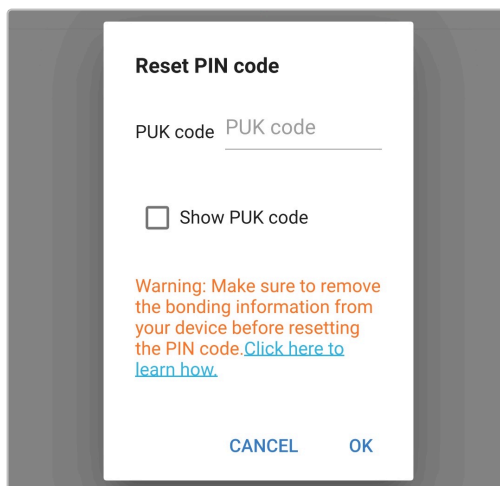 Reset PIN code
PUK code PUK code
Show PUK code
Warning: Make sure to remove
the bonding information from
your device before resetting
the PIN code.Click here to
learn how.
CANCEL OK